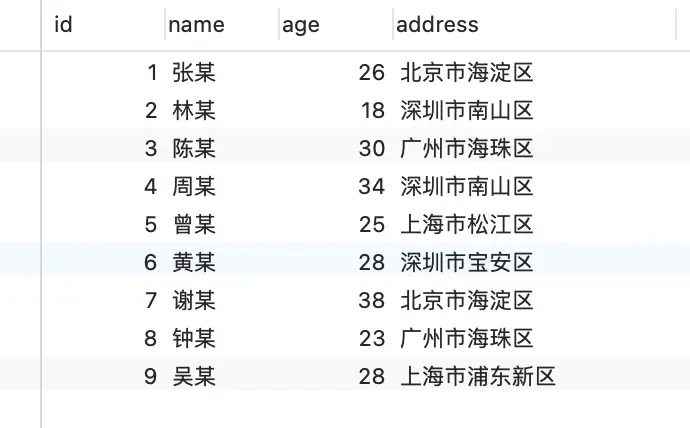 id name age address
1 张某 26 北京市海淀区
2 林某 18 深圳市南山区
3 陈某 30 广州市海珠区
4 周某 34 深圳市南山区
5 曾某 25 上海市松江区
6 黄某 28 深圳市宝安区
7 谢某 38 北京市海淀区
8 钟某 23 广州市海珠区
9 吴某 28 上海市浦东新区